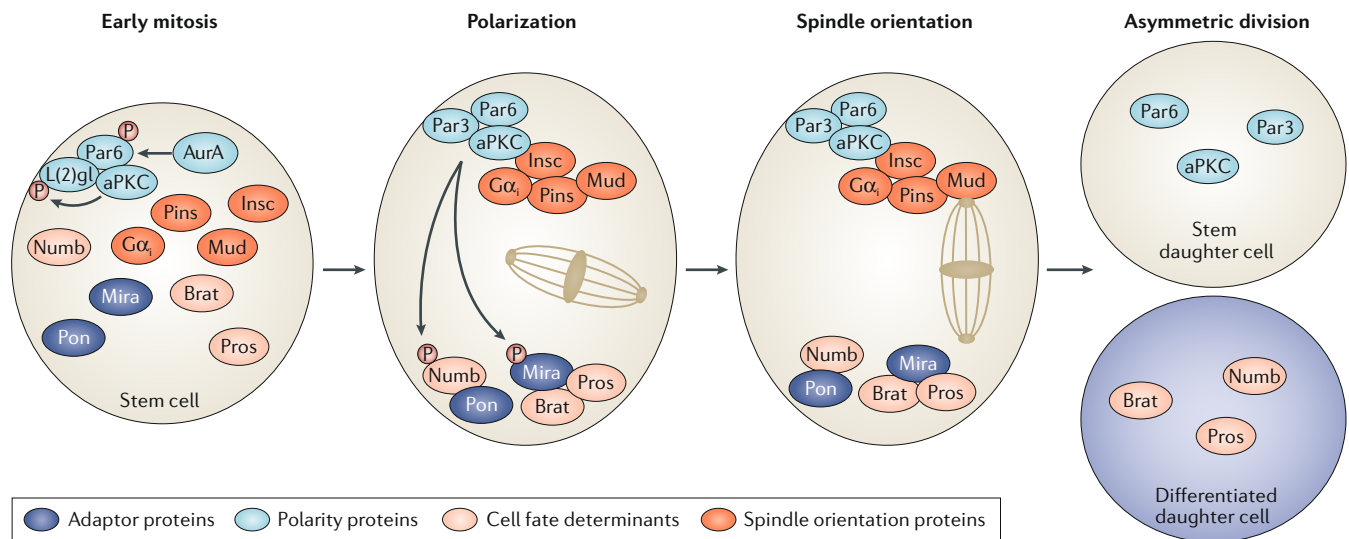 Early mitosis
Polarization
Spindle orientation
Asymmetric division
P
Par6
AurA
L(2)gl
P
aPKC
Pins
Insc
Numb
Gαi
Mud
Mira
Brat
Pon
Pros
Stem cell
Par6
Par3
aPKC
Insc
Gαi
Pins
Mud
P
Numb
P
Mira
Pros
Pon
Brat
Par6
Par3
aPKC
Insc
Gαi
Pins
Mud
Numb
Mira
Pon
Brat
Pros
Par6
Par3
aPKC
Stem
daughter cell
Numb
Brat
Pros
Differentiated
daughter cell
Adaptor proteins
Polarity proteins
Cell fate determinants
Spindle orientation proteins